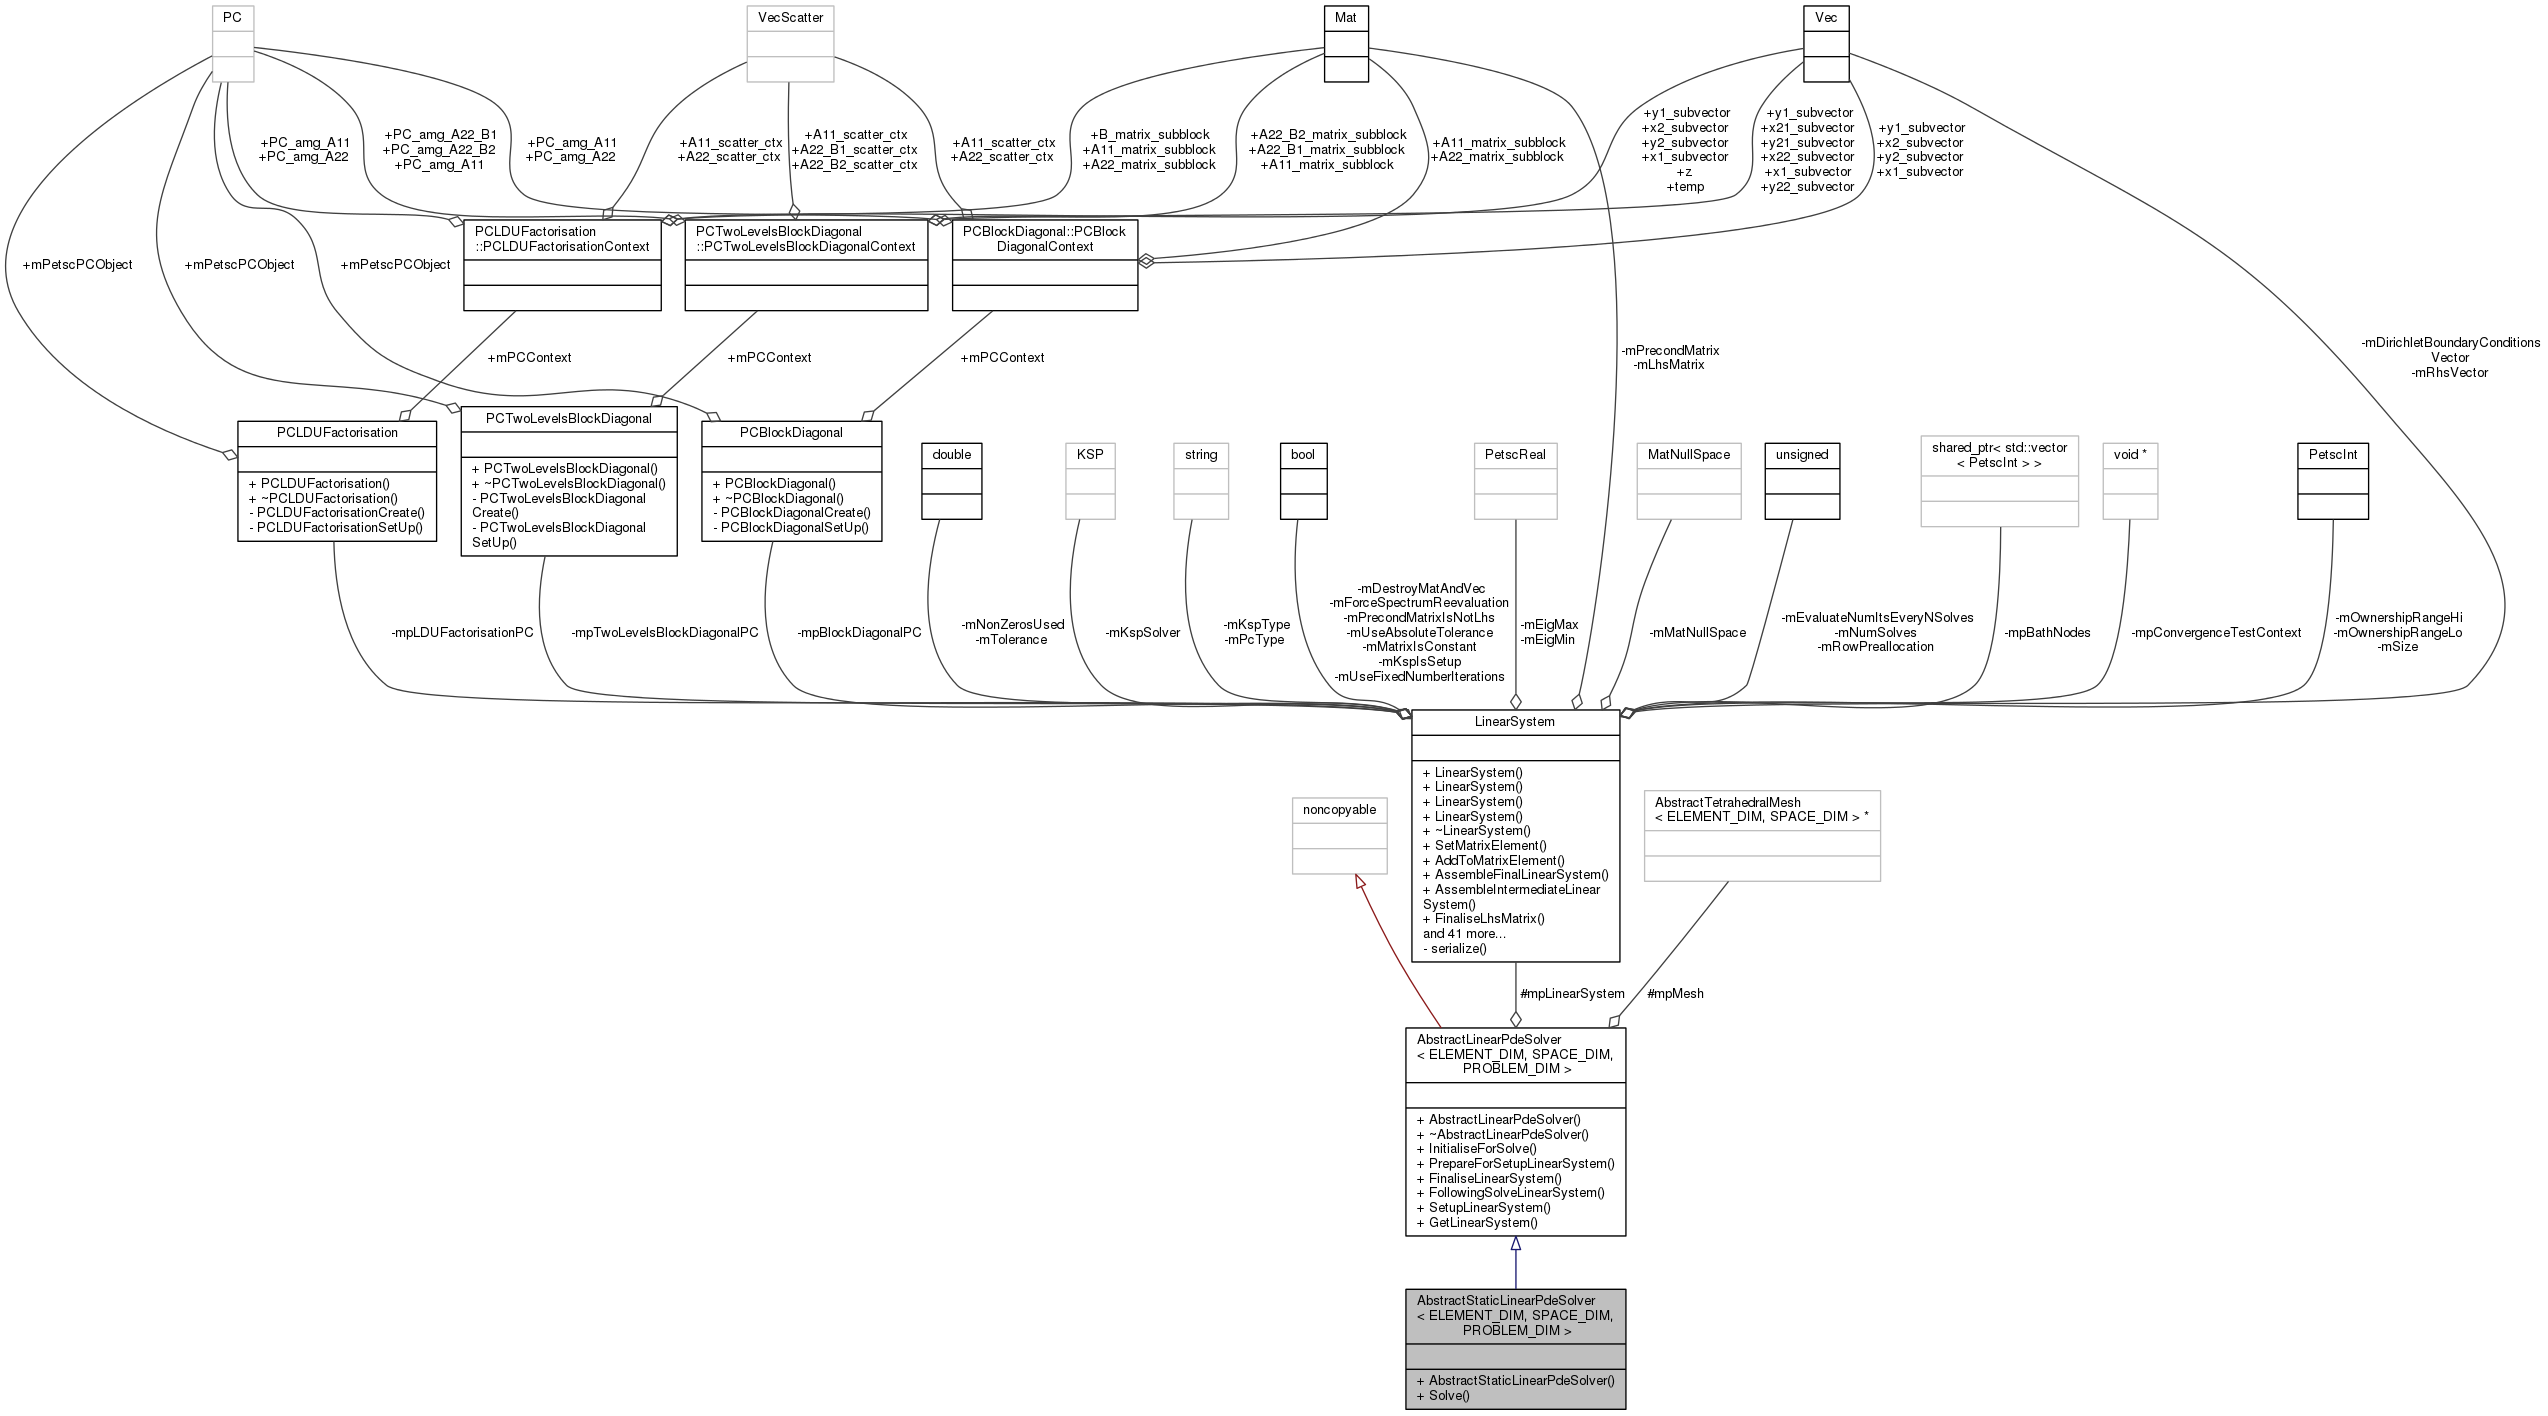 PC
VecScatter
Mat
Vec
+PC_amg_A11
+PC_amg_A22
+PC_amg_A22_B1
+PC_amg_A22_B2
+PC_amg_A11
+PC_amg_A11
+PC_amg_A22
+A11_scatter_ctx
+A22_scatter_ctx
+A11_scatter_ctx
+A22_B1_scatter_ctx
+A22_B2_scatter_ctx
+A11_scatter_ctx
+A22_scatter_ctx
+B_matrix_subblock
+A11_matrix_subblock
+A22_matrix_subblock
+A22_B2_matrix_subblock
+A22_B1_matrix_subblock
+A11_matrix_subblock
+A11_matrix_subblock
+A22_matrix_subblock
+y1_subvector
+x2_subvector
+y2_subvector
+x1_subvector
+z
+temp
+y1_subvector
+x21_subvector
+y21_subvector
+x22_subvector
+x1_subvector
+y22_subvector
+y1_subvector
+x2_subvector
+y2_subvector
+x1_subvector
PCLDUFactorisation
::PCLDUFactorisationContext
PCTwoLevelsBlockDiagonal
::PCTwoLevelsBlockDiagonalContext
PCBlockDiagonal::PCBlock
DiagonalContext
+mPetscPCObject
+mPetscPCObject
+mPetscPCObject
+mPCContext
+mPCContext
+mPCContext
-mPrecondMatrix
-mLhsMatrix
-mDirichletBoundaryConditions
Vector
-mRhsVector
PCLDUFactorisation
+ PCLDUFactorisation()
+ ~PCLDUFactorisation()
- PCLDUFactorisationCreate()
- PCLDUFactorisationSetUp()
PCTwoLevelsBlockDiagonal
+ PCTwoLevelsBlockDiagonal()
+ ~PCTwoLevelsBlockDiagonal()
- PCTwoLevelsBlockDiagonal
Create()
- PCTwoLevelsBlockDiagonal
SetUp()
PCBlockDiagonal
+ PCBlockDiagonal()
+ ~PCBlockDiagonal()
- PCBlockDiagonalCreate()
- PCBlockDiagonalSetUp()
double
KSP
string
bool
PetscReal
MatNullSpace
unsigned
shared_ptr< std::vector
< PetscInt > >
void *
PetscInt
-mpLDUFactorisationPC
-mpTwoLevelsBlockDiagonalPC
-mpBlockDiagonalPC
-mNonZerosUsed
-mTolerance
-mKspSolver
-mKspType
-mPcType
-mDestroyMatAndVec
-mForceSpectrumReevaluation
-mPrecondMatrixIsNotLhs
-mUseAbsoluteTolerance
-mMatrixIsConstant
-mKspIsSetup
-mUseFixedNumberIterations
-mEigMax
-mEigMin
-mMatNullSpace
-mEvaluateNumItsEveryNSolves
-mNumSolves
-mRowPreallocation
-mpBathNodes
-mpConvergenceTestContext
-mOwnershipRangeHi
-mOwnershipRangeLo
-mSize
LinearSystem
+ LinearSystem()
+ LinearSystem()
+ LinearSystem()
+ LinearSystem()
+ ~LinearSystem()
+ SetMatrixElement()
+ AddToMatrixElement()
+ AssembleFinalLinearSystem()
+ AssembleIntermediateLinear
System()
+ FinaliseLhsMatrix()
and 41 more...
- serialize()
noncopyable
AbstractTetrahedralMesh
< ELEMENT_DIM, SPACE_DIM > *
#mpLinearSystem
#mpMesh
AbstractLinearPdeSolver
< ELEMENT_DIM, SPACE_DIM,
PROBLEM_DIM >
+ AbstractLinearPdeSolver()
+ ~AbstractLinearPdeSolver()
+ InitialiseForSolve()
+ PrepareForSetupLinearSystem()
+ FinaliseLinearSystem()
+ FollowingSolveLinearSystem()
+ SetupLinearSystem()
+ GetLinearSystem()
AbstractStaticLinearPdeSolver
< ELEMENT_DIM, SPACE_DIM,
PROBLEM_DIM >
+ AbstractStaticLinearPdeSolver()
+ Solve()